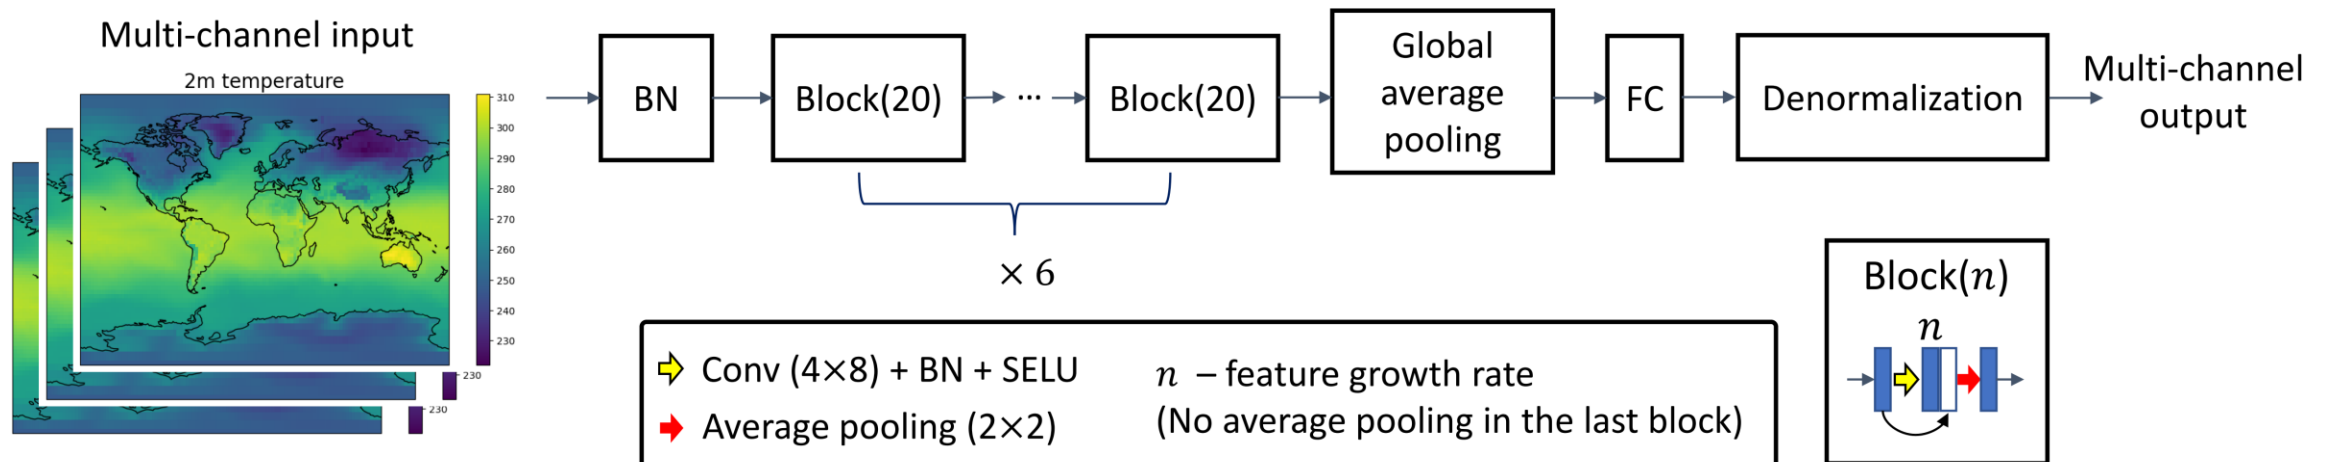 Multi-channel input
2m temperature
310
300
290
280
270
260
250
240
230
230
230
BN
Block(20)
...
Block(20)
Global
average
pooling
FC
Denormalization
Multi-channel
output
× 6
Conv (4×8) + BN + SELU
Average pooling (2×2)
n – feature growth rate
(No average pooling in the last block)
Block(n)
n